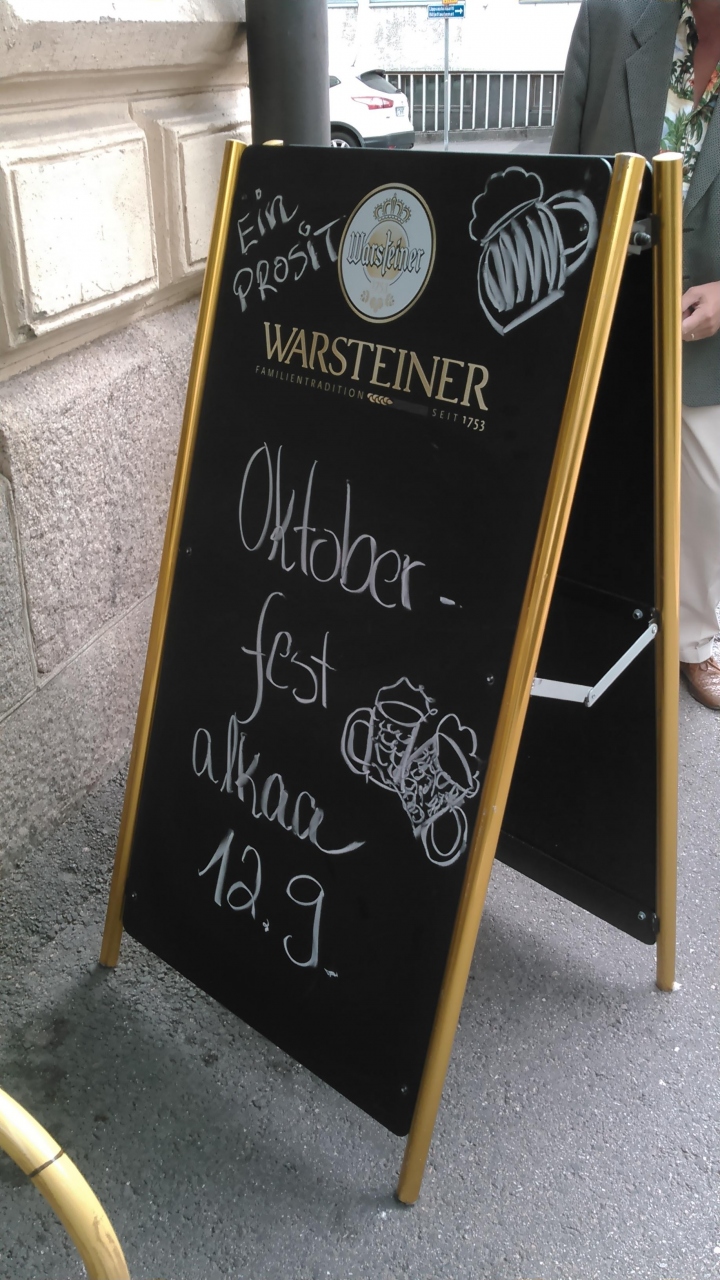 Ein
Prosit
Warsteiner
WARSTEINER
FAMILIENTRADITION SEIT 1753
Oktober-
fest
alkaa
12.9.